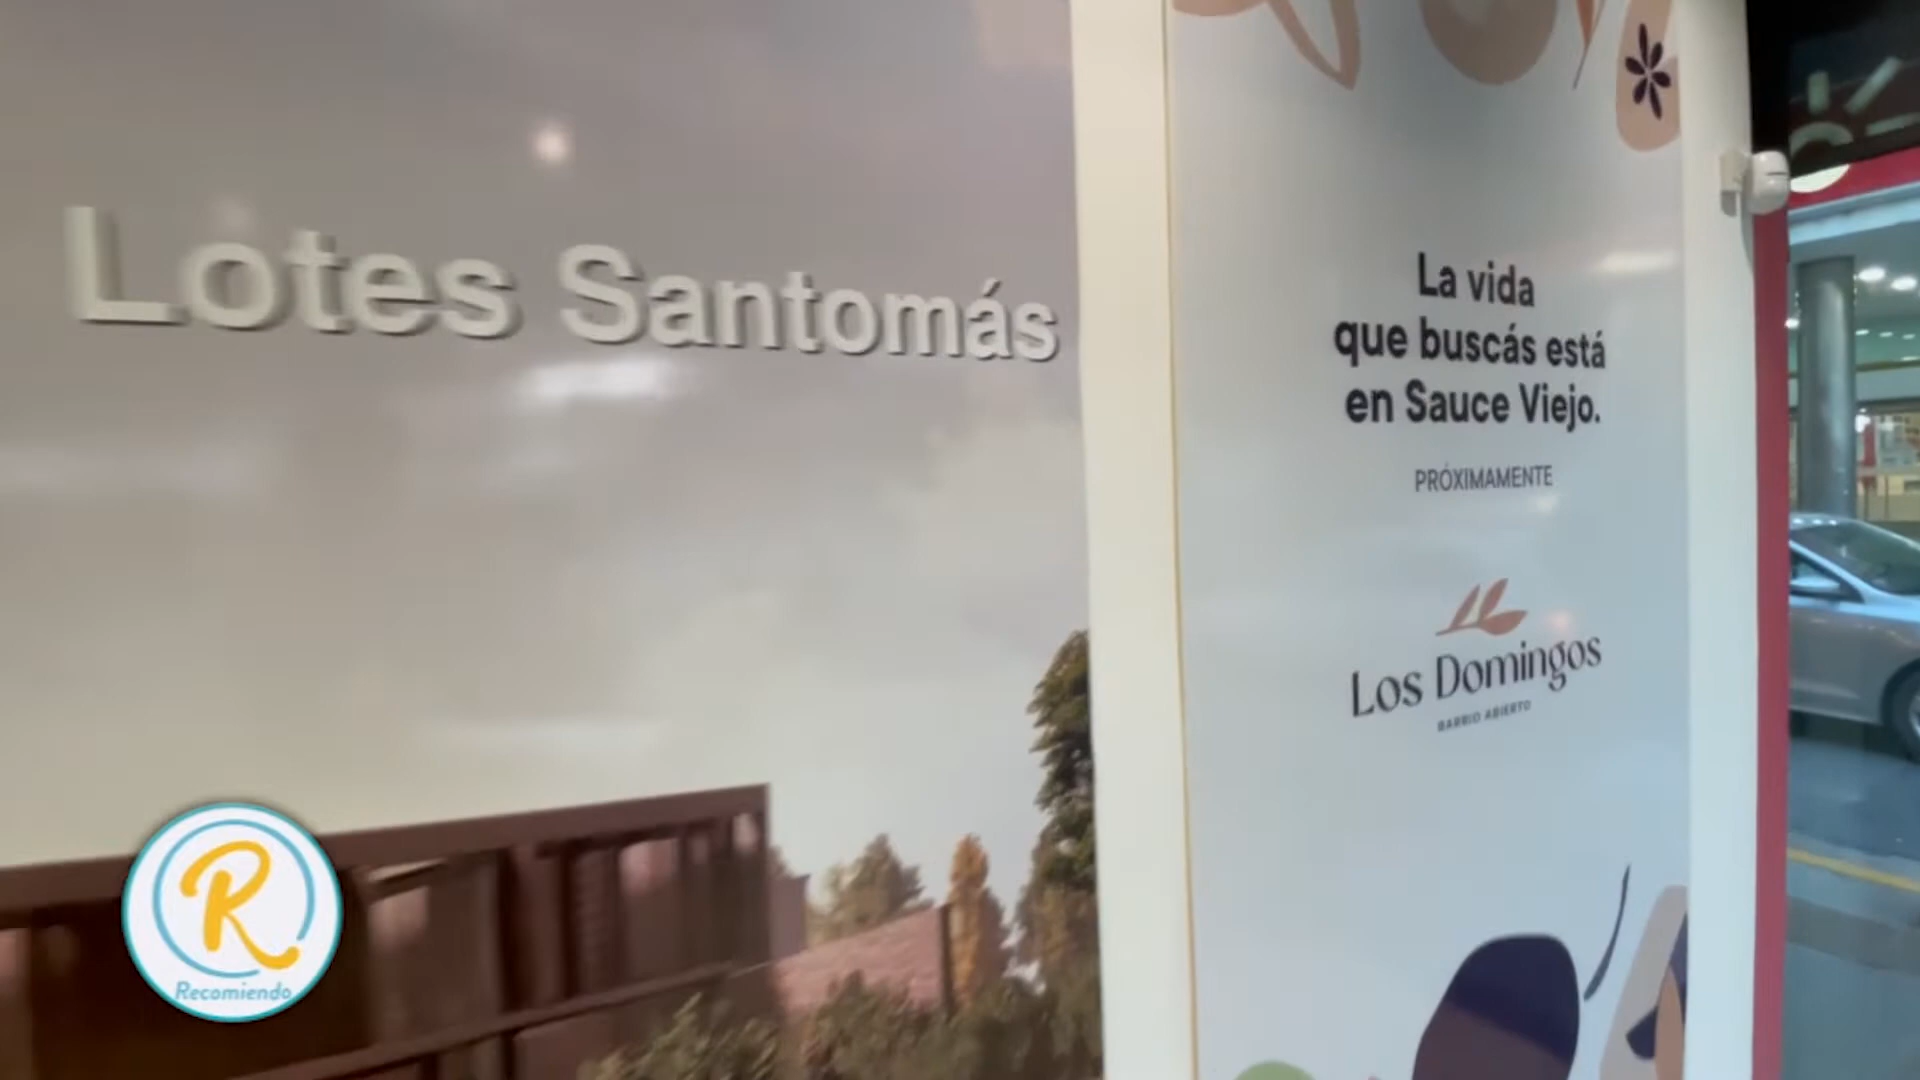 Lotes Santomás
La vida
que buscás está
en Sauce Viejo.
PRÓXIMAMENTE
Los Domingos
BARRIO ABIERTO
R
Recomiendo